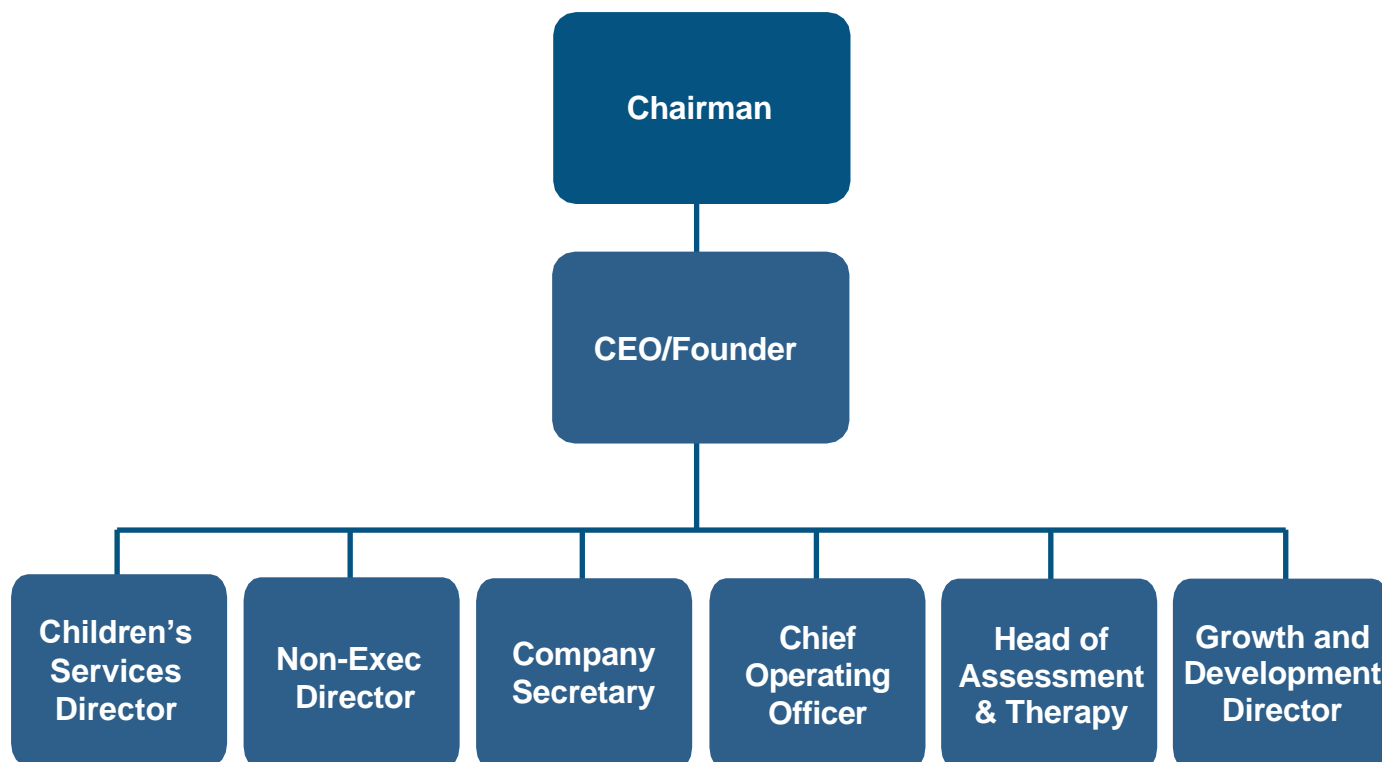 Chairman
CEO/Founder
Children’s
Services
Director
Non-Exec
Director
Company
Secretary
Chief
Operating
Officer
Head of
Assessment
& Therapy
Growth and
Development
Director